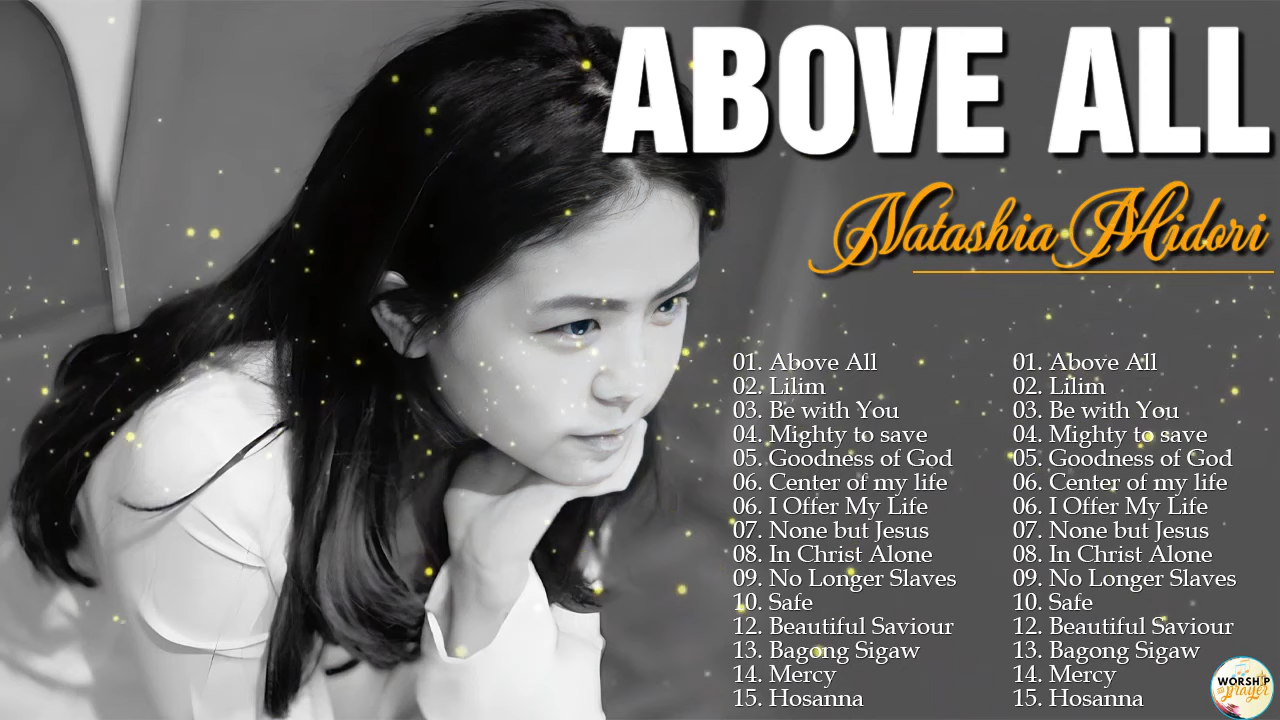 ABOVE ALL
Natashia Midori
01. Above All
02. Lilim
03. Be with You
04. Mighty to save
05. Goodness of God
06. Center of my life
06. I Offer My Life
07. None but Jesus
08. In Christ Alone
09. No Longer Slaves
10. Safe
12. Beautiful Saviour
13. Bagong Sigaw
14. Mercy
15. Hosanna
01. Above All
02. Lilim
03. Be with You
04. Mighty to save
05. Goodness of God
06. Center of my life
06. I Offer My Life
07. None but Jesus
08. In Christ Alone
09. No Longer Slaves
10. Safe
12. Beautiful Saviour
13. Bagong Sigaw
14. Mercy
15. Hosanna
WORSHIP
prayer